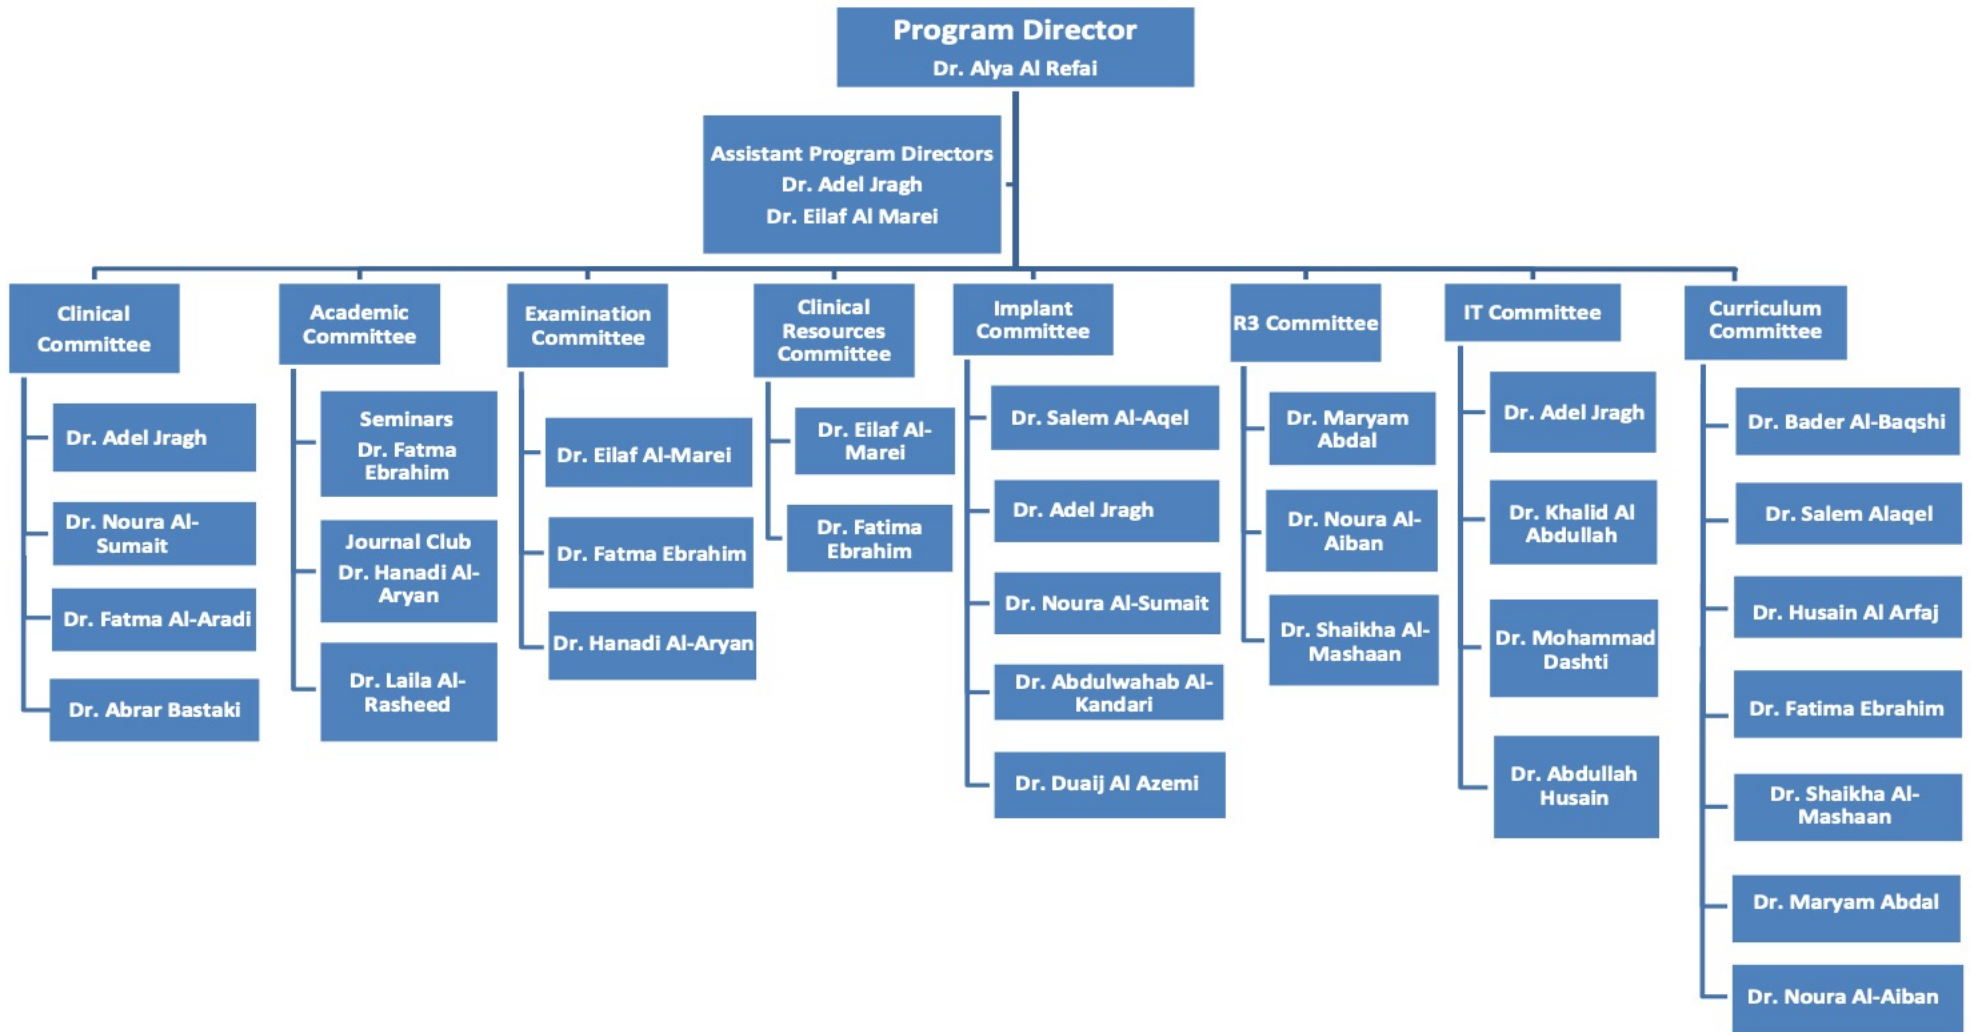 Program Director
Dr. Alya Al Refai
Assistant Program Directors
Dr. Adel Jragh
Dr. Eilaf Al Marei
Clinical
Committee
Dr. Adel Jragh
Dr. Noura Al-
Sumait
Dr. Fatma Al-Aradi
Dr. Abrar Bastaki
Academic
Committee
Seminars
Dr. Fatma
Ebrahim
Journal Club
Dr. Hanadi Al-
Aryan
Dr. Laila Al-
Rasheed
Examination
Committee
Dr. Eilaf Al-Marei
Dr. Fatma Ebrahim
Dr. Hanadi Al-Aryan
Clinical
Resources
Committee
Dr. Eilaf Al-
Marei
Dr. Fatima
Ebrahim
Implant
Committee
Dr. Salem Al-Aqel
Dr. Adel Jragh
Dr. Noura Al-Sumait
Dr. Abdulwahab Al-
Kandari
Dr. Duaij Al Azemi
R3 Committee
Dr. Maryam
Abdal
Dr. Noura Al-
Aiban
Dr. Shaikha Al-
Mashaan
IT Committee
Dr. Adel Jragh
Dr. Khalid Al
Abdullah
Dr. Mohammad
Dashti
Dr. Abdullah
Husain
Curriculum
Committee
Dr. Bader Al-Baqshi
Dr. Salem Alaqel
Dr. Husain Al Arfaj
Dr. Fatima Ebrahim
Dr. Shaikha Al-
Mashaan
Dr. Maryam Abdal
Dr. Noura Al-Aiban